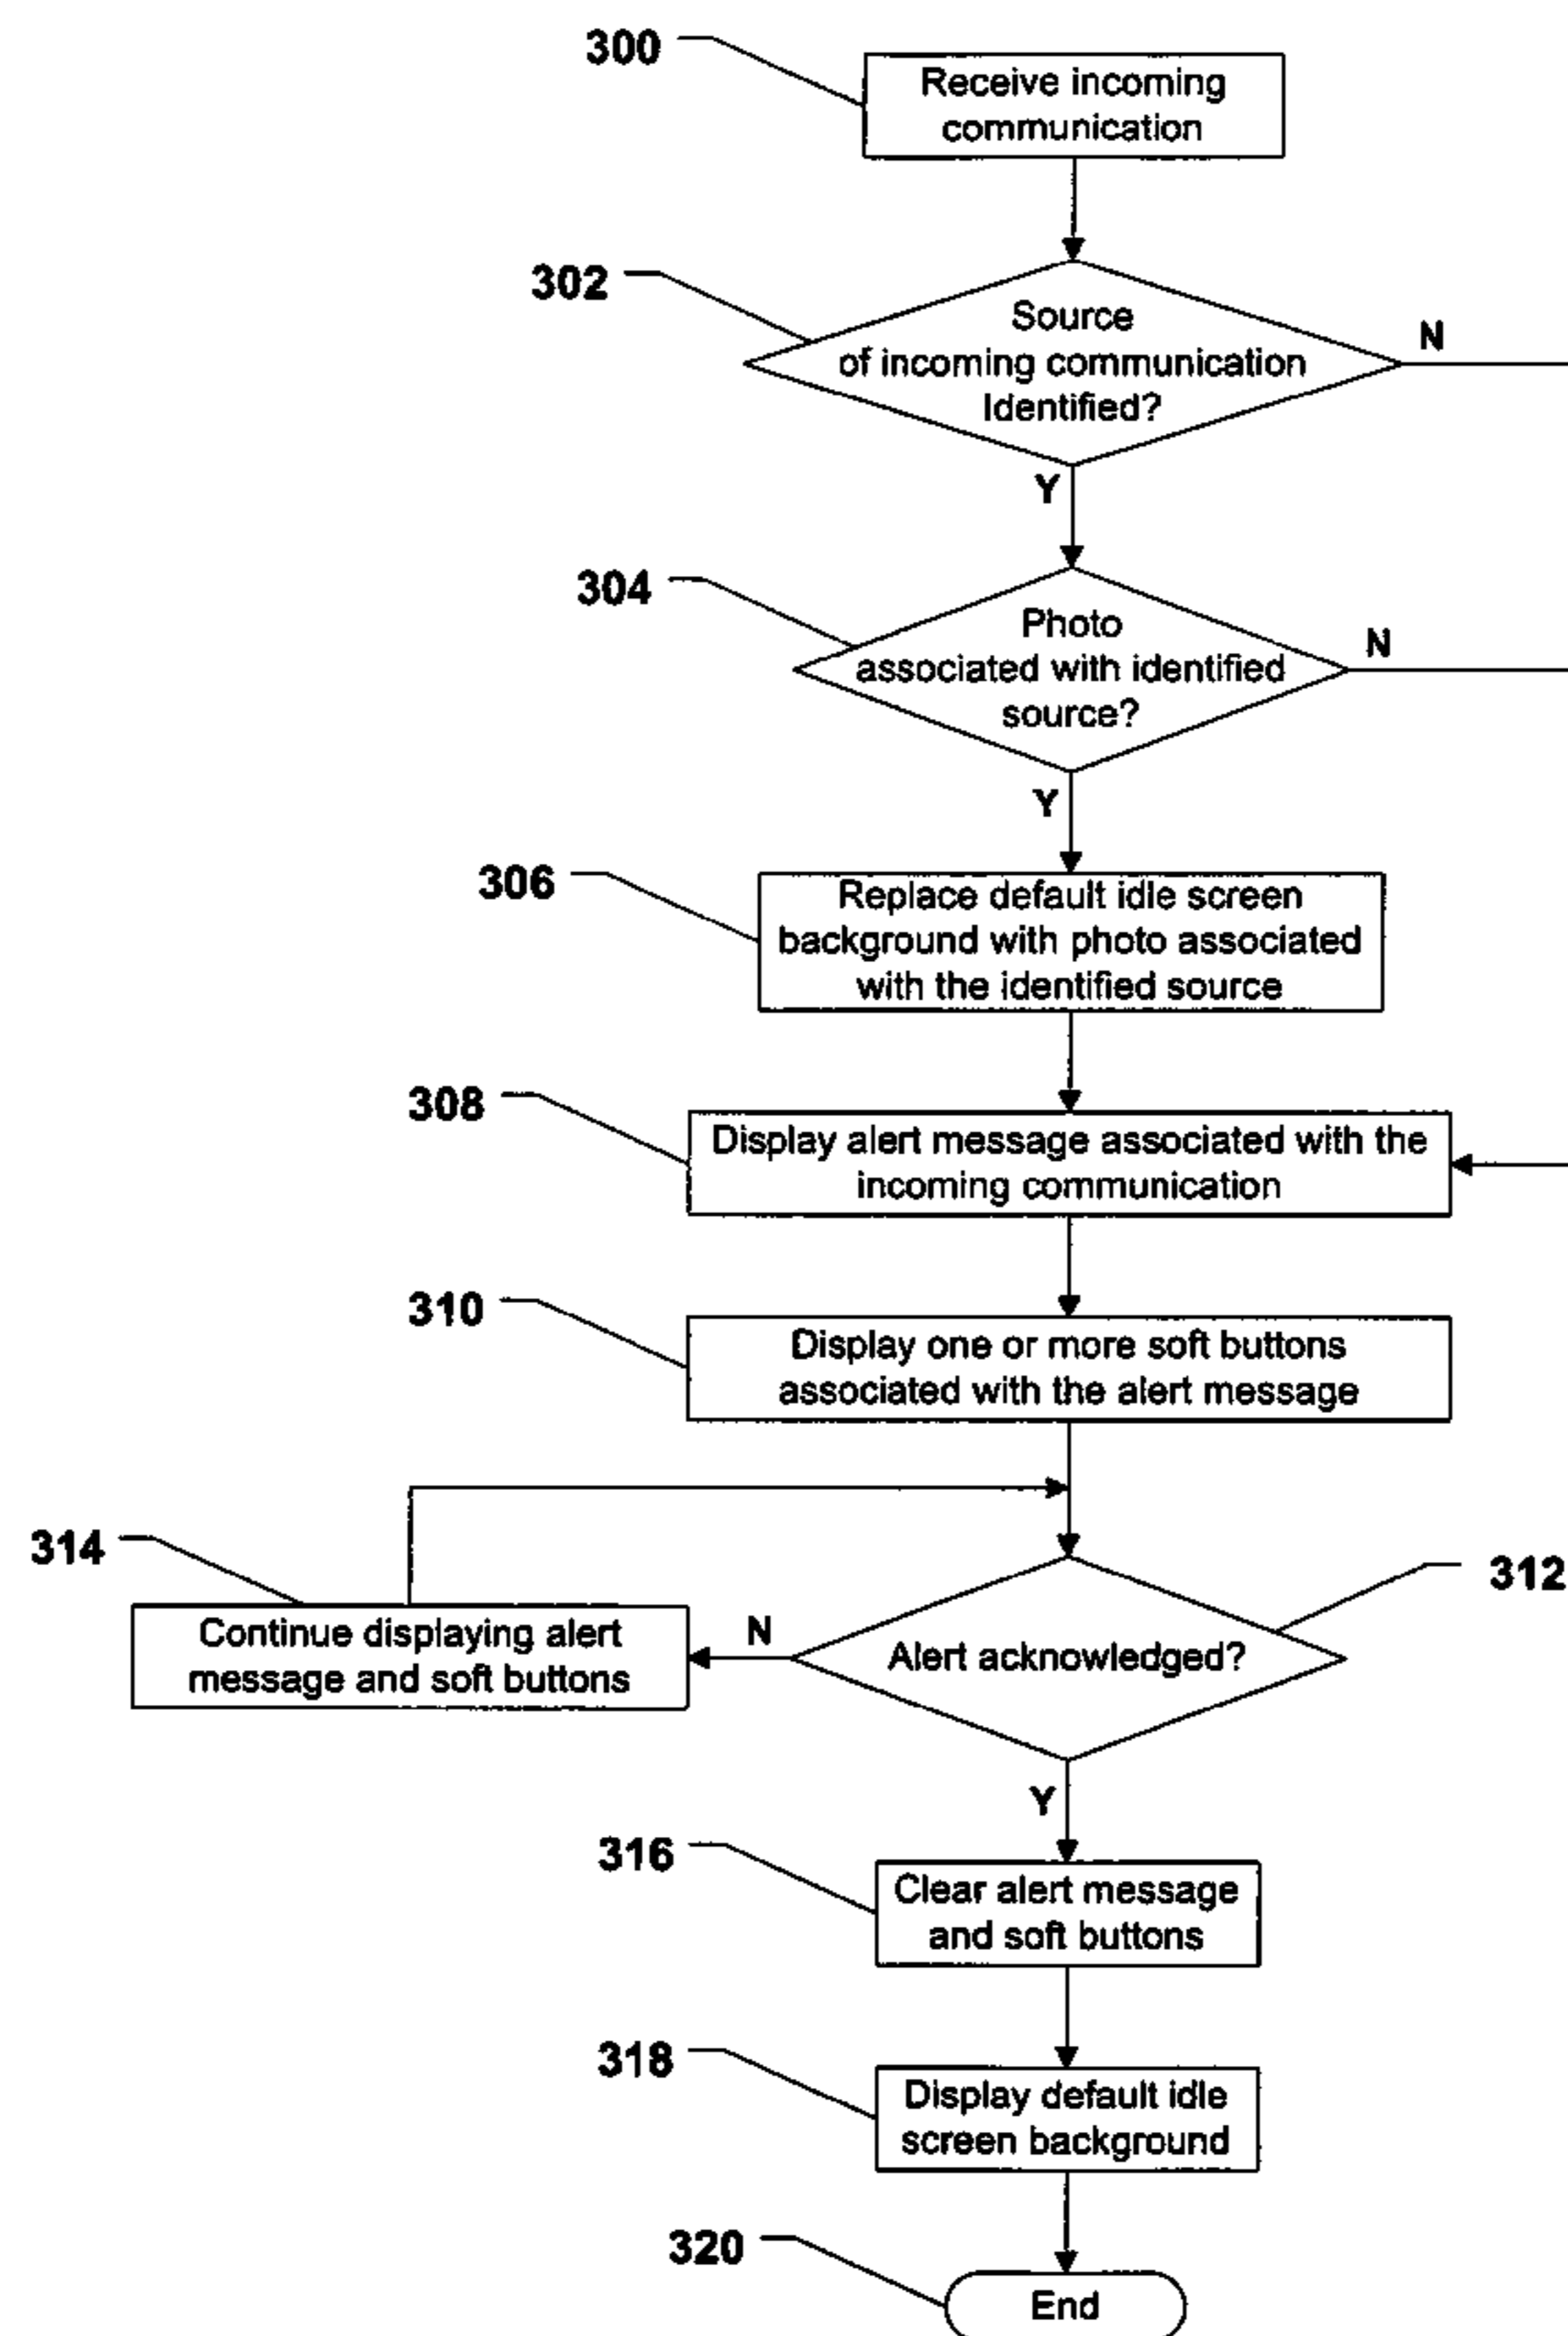 300
Receive incoming
communication
302
Source
of incoming communication
Identified?
N
Y
304
Photo
associated with identified
source?
N
Y
306
Replace default idle screen
background with photo associated
with the identified source
308
Display alert message associated with the
incoming communication
310
Display one or more soft buttons
associated with the alert message
314
Continue displaying alert
message and soft buttons
N
Alert acknowledged?
312
Y
316
Clear alert message
and soft buttons
318
Display default idle
screen background
320
End